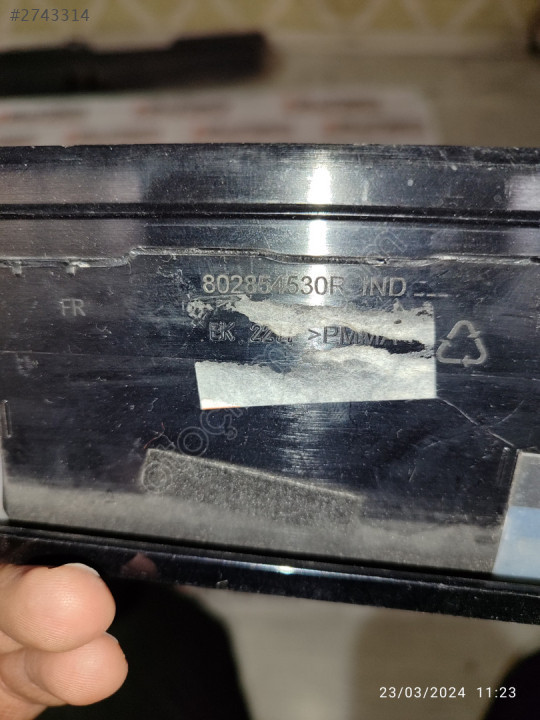 #2743314
802854530R IND
FR
EK >PMMA
23/03/2024 11:23